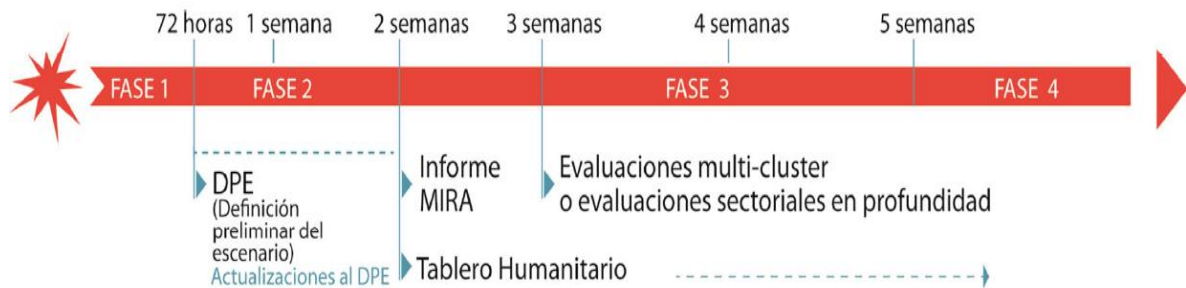 72 horas 1 semana 2 semanas 3 semanas 4 semanas 5 semanas
FASE 1 FASE 2 FASE 3 FASE 4
DPE
(Definición
preliminar del
escenario)
Actualizaciones al DPE
Informe
MIRA
Tablero Humanitario
Evaluaciones multi-cluster
o evaluaciones sectoriales en profundidad